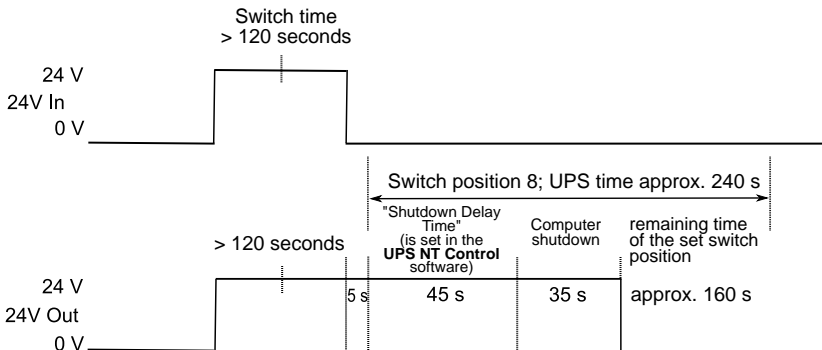 Switch time
> 120 seconds
24 V
24V In
0 V
Switch position 8; UPS time approx. 240 s
"Shutdown Delay
Time"
(is set in the
UPS NT Control
software)
Computer
shutdown
remaining time
of the set switch
position
> 120 seconds
24 V
24V Out
0 V
5 s
45 s
35 s
approx. 160 s